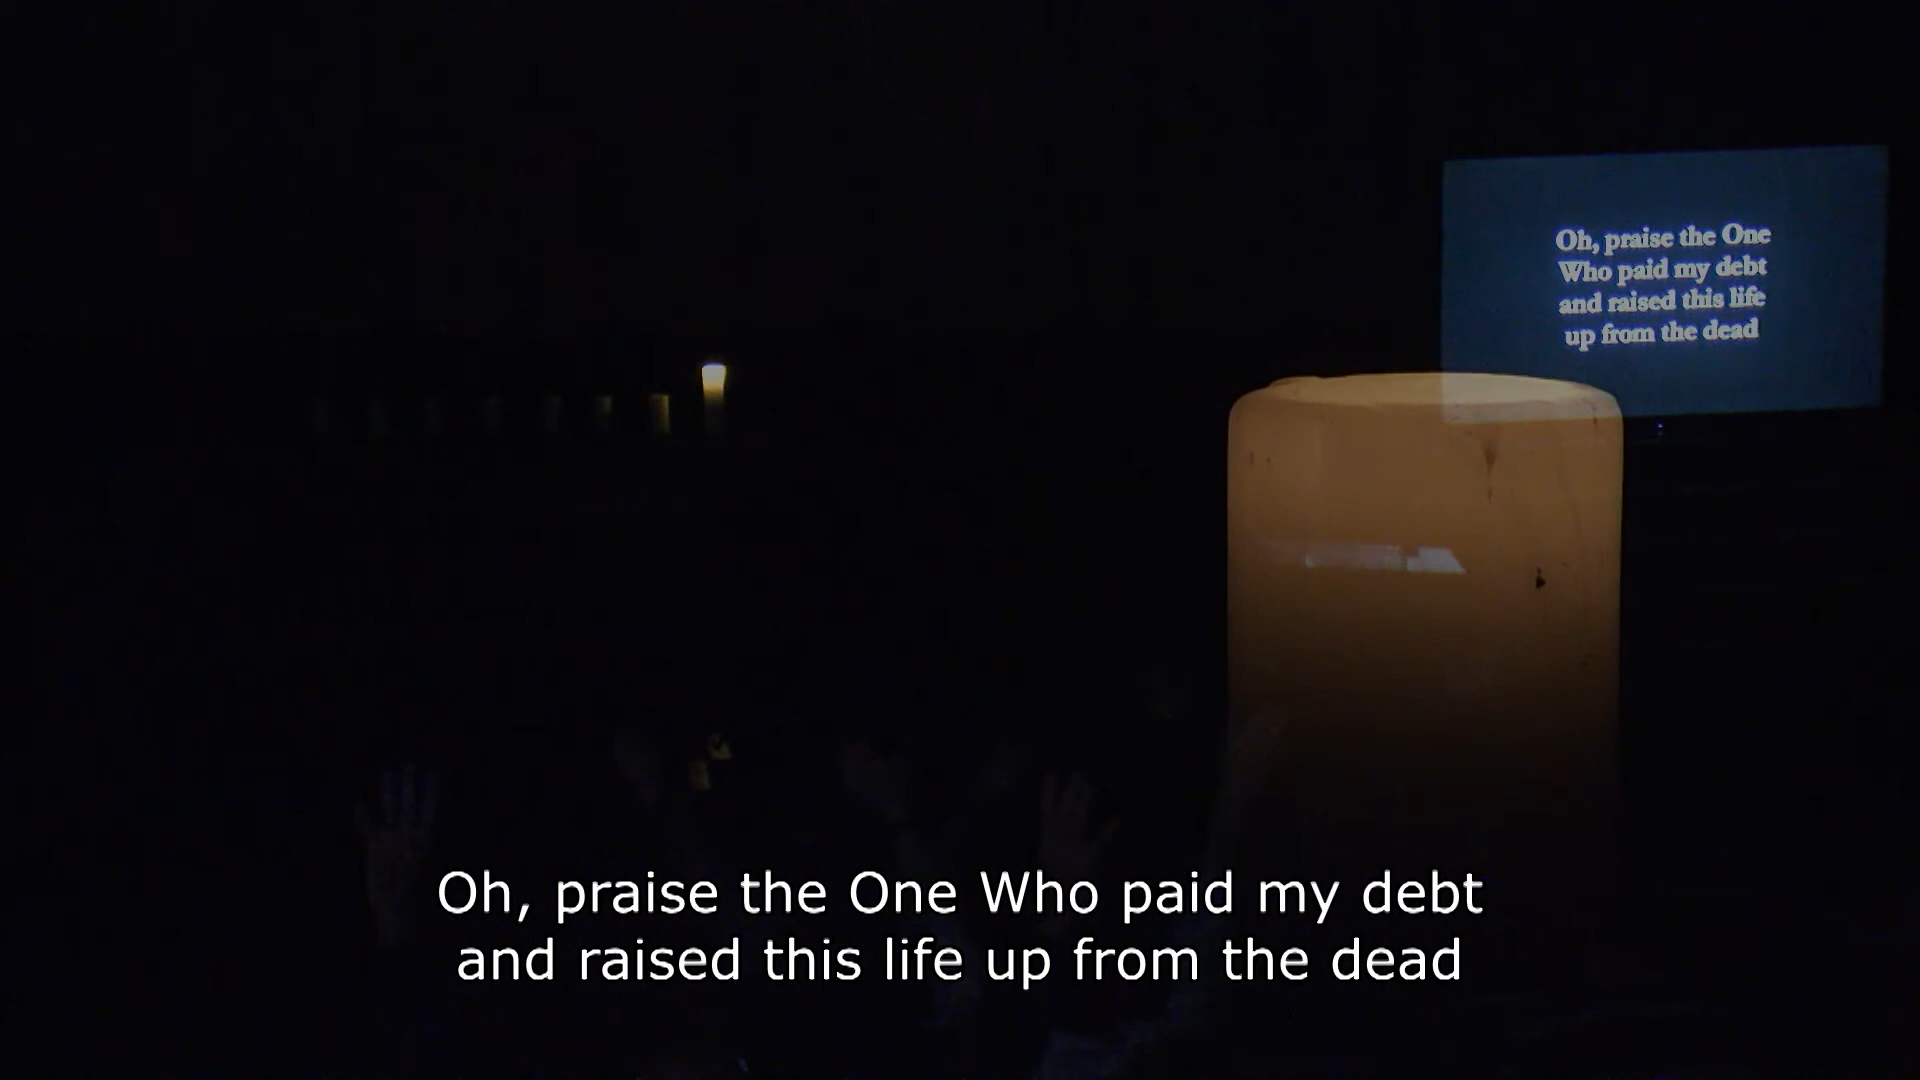 Oh, praise the One
Who paid my debt
and raised this life
up from the dead
Oh, praise the One Who paid my debt
and raised this life up from the dead